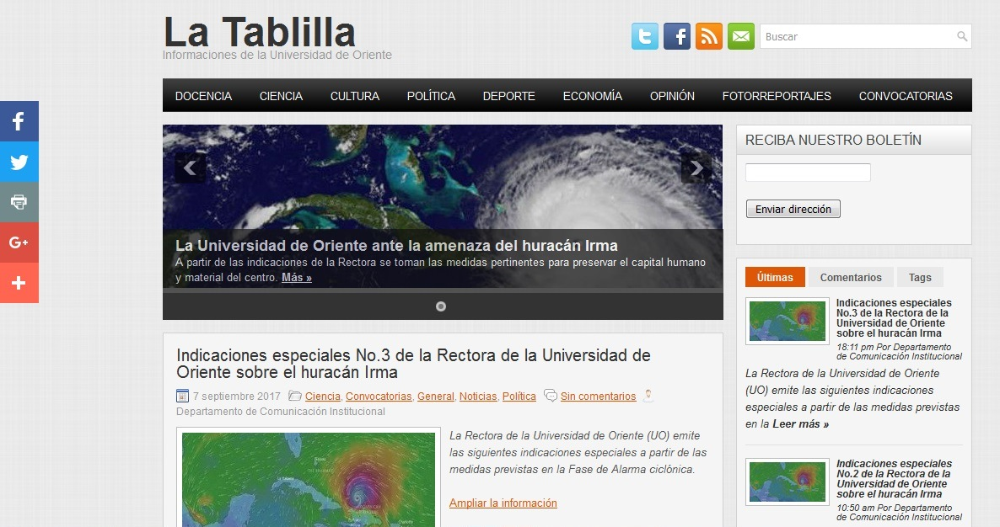 La Tablilla
Informaciones de la Universidad de Oriente
Buscar
DOCENCIA CIENCIA CULTURA POLÍTICA DEPORTE ECONOMÍA OPINIÓN FOTORREPORTAJES CONVOCATORIAS
La Universidad de Oriente ante la amenaza del huracán Irma
A partir de las indicaciones de la Rectora se toman las medidas pertinentes para preservar el capital humano
y material del centro. Más »
Indicaciones especiales No.3 de la Rectora de la Universidad de
Oriente sobre el huracán Irma
7 septiembre 2017 Ciencia, Convocatorias, General, Noticias, Política Sin comentarios
Departamento de Comunicación Institucional
La Rectora de la Universidad de Oriente (UO) emite
las siguientes indicaciones especiales a partir de las
medidas previstas en la Fase de Alarma ciclónica.
Ampliar la información
RECIBA NUESTRO BOLETÍN
Enviar dirección
Últimas Comentarios Tags
Indicaciones especiales
No.3 de la Rectora de la
Universidad de Oriente
sobre el huracán Irma
18:11 pm Por Departamento
de Comunicación Institucional
La Rectora de la Universidad de Oriente
(UO) emite las siguientes indicaciones
especiales a partir de las medidas previstas
en la Leer más »
Indicaciones especiales
No.2 de la Rectora de la
Universidad de Oriente
sobre el huracán Irma
10:50 am Por Departamento
de Comunicación Institucional